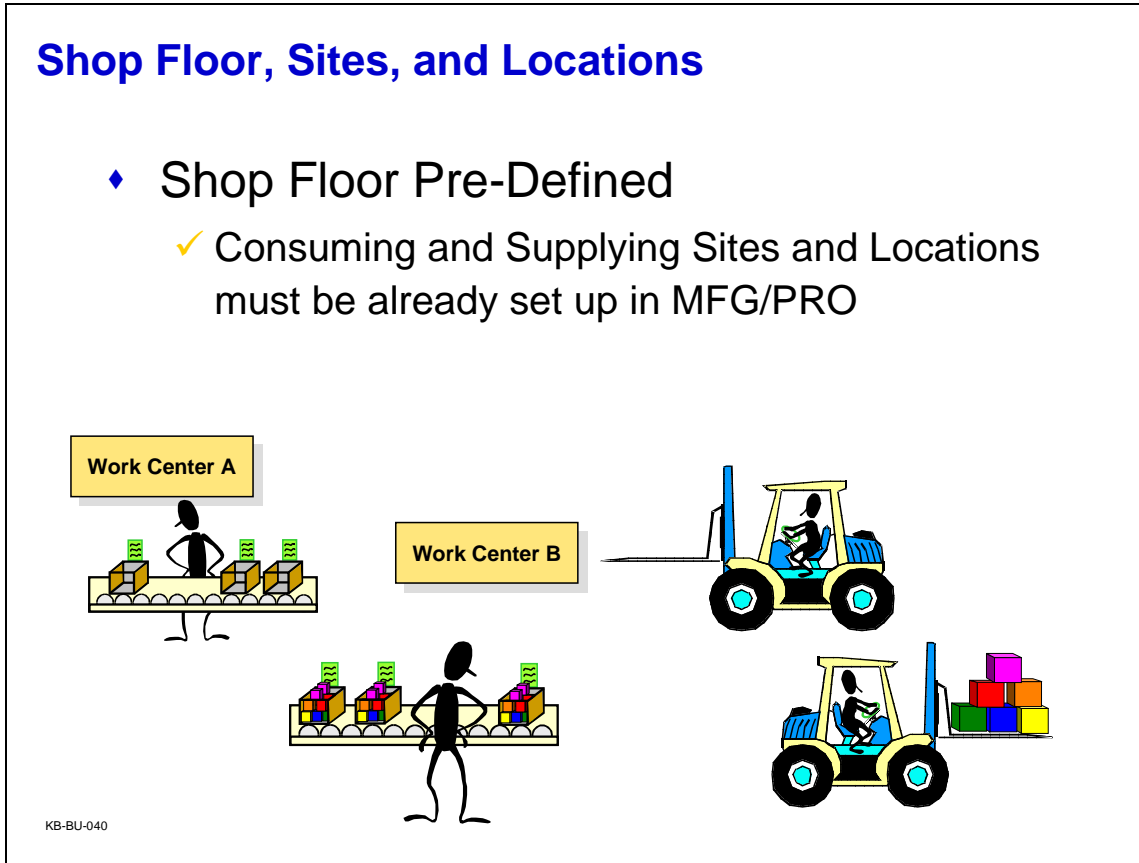 Shop Floor, Sites, and Locations
Shop Floor Pre-Defined
Consuming and Supplying Sites and Locations
must be already set up in MFG/PRO
Work Center A
Work Center B
KB-BU-040